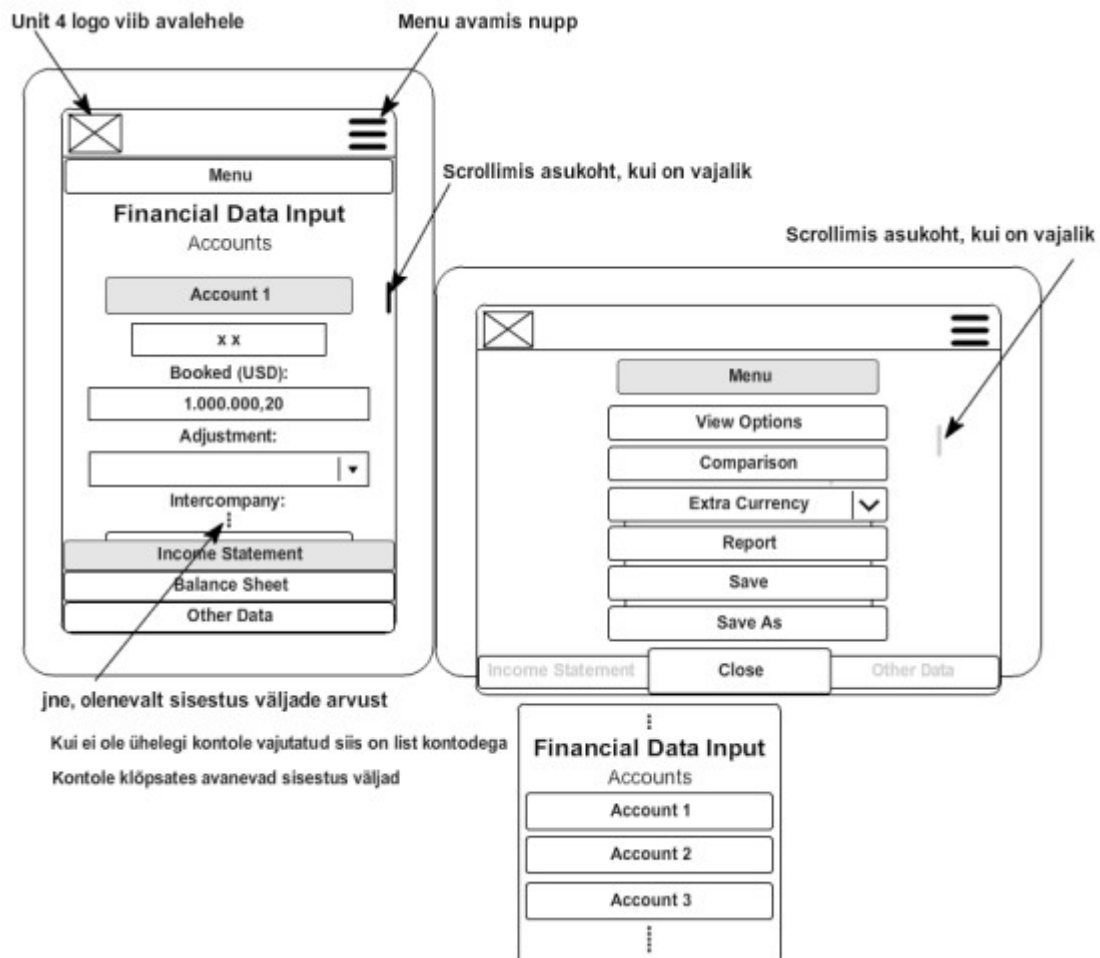 Unit 4 logo viib avalehele
Menu avamis nupp
Menu
Financial Data Input
Accounts
Account 1
x x
Booked (USD):
1.000.000,20
Adjustment:
Intercompany:
Income Statement
Balance Sheet
Other Data
Scrollimis asukoht, kui on vajalik
Scrollimis asukoht, kui on vajalik
Menu
View Options
Comparison
Extra Currency
Report
Save
Save As
Income Statement
Close
Other Data
jne, olenevalt sisestus väljade arvust
Kui ei ole ühelegi kontole vajutatud siis on list kontodega
Kontole klõpsates avanevad sisestus väljad
Financial Data Input
Accounts
Account 1
Account 2
Account 3